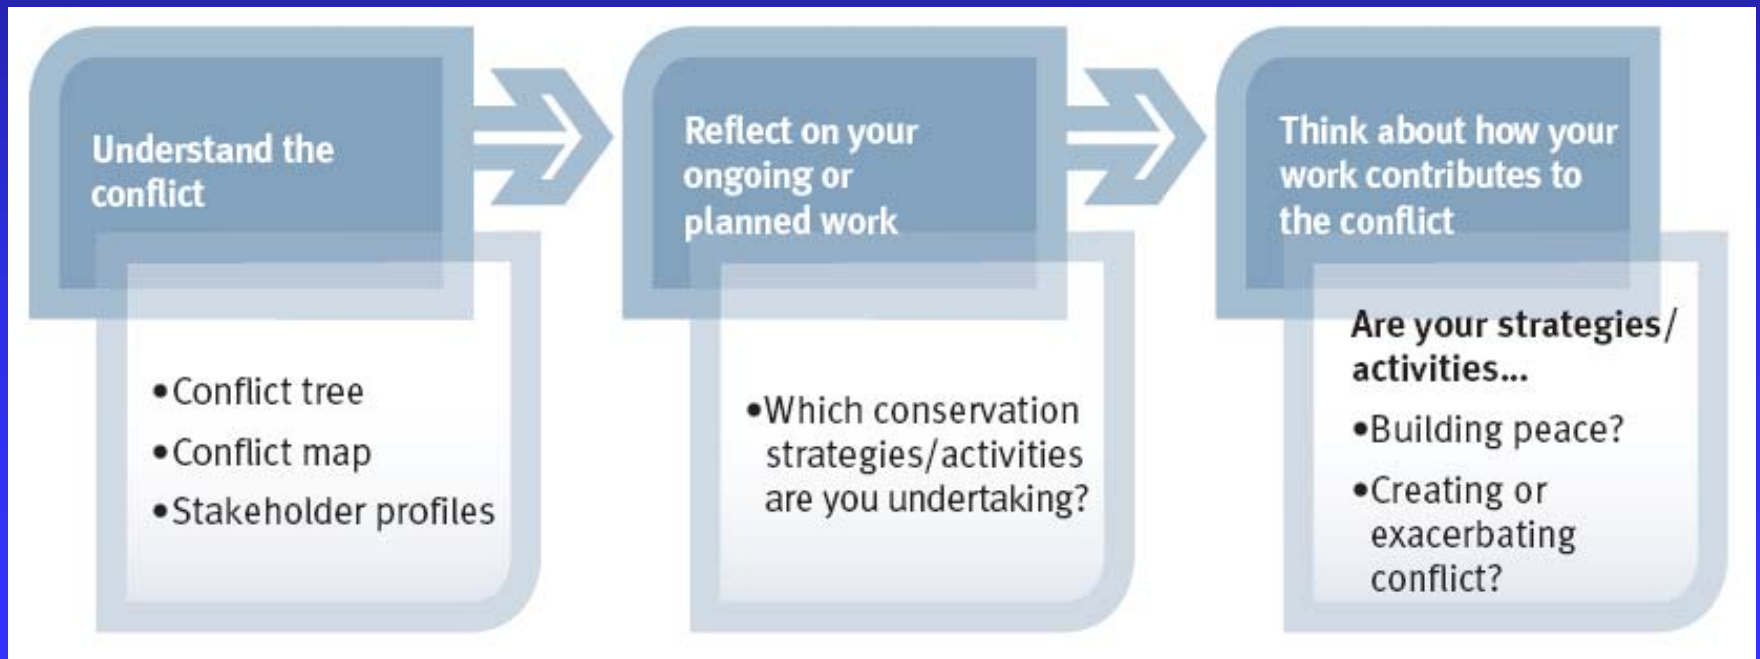 Understand the
conflict
•Conflict tree
•Conflict map
•Stakeholder profiles
Reflect on your
ongoing or
planned work
•Which conservation
strategies/activities
are you undertaking?
Think about how your
work contributes to
the conflict
Are your strategies/
activities...
•Building peace?
•Creating or
exacerbating
conflict?